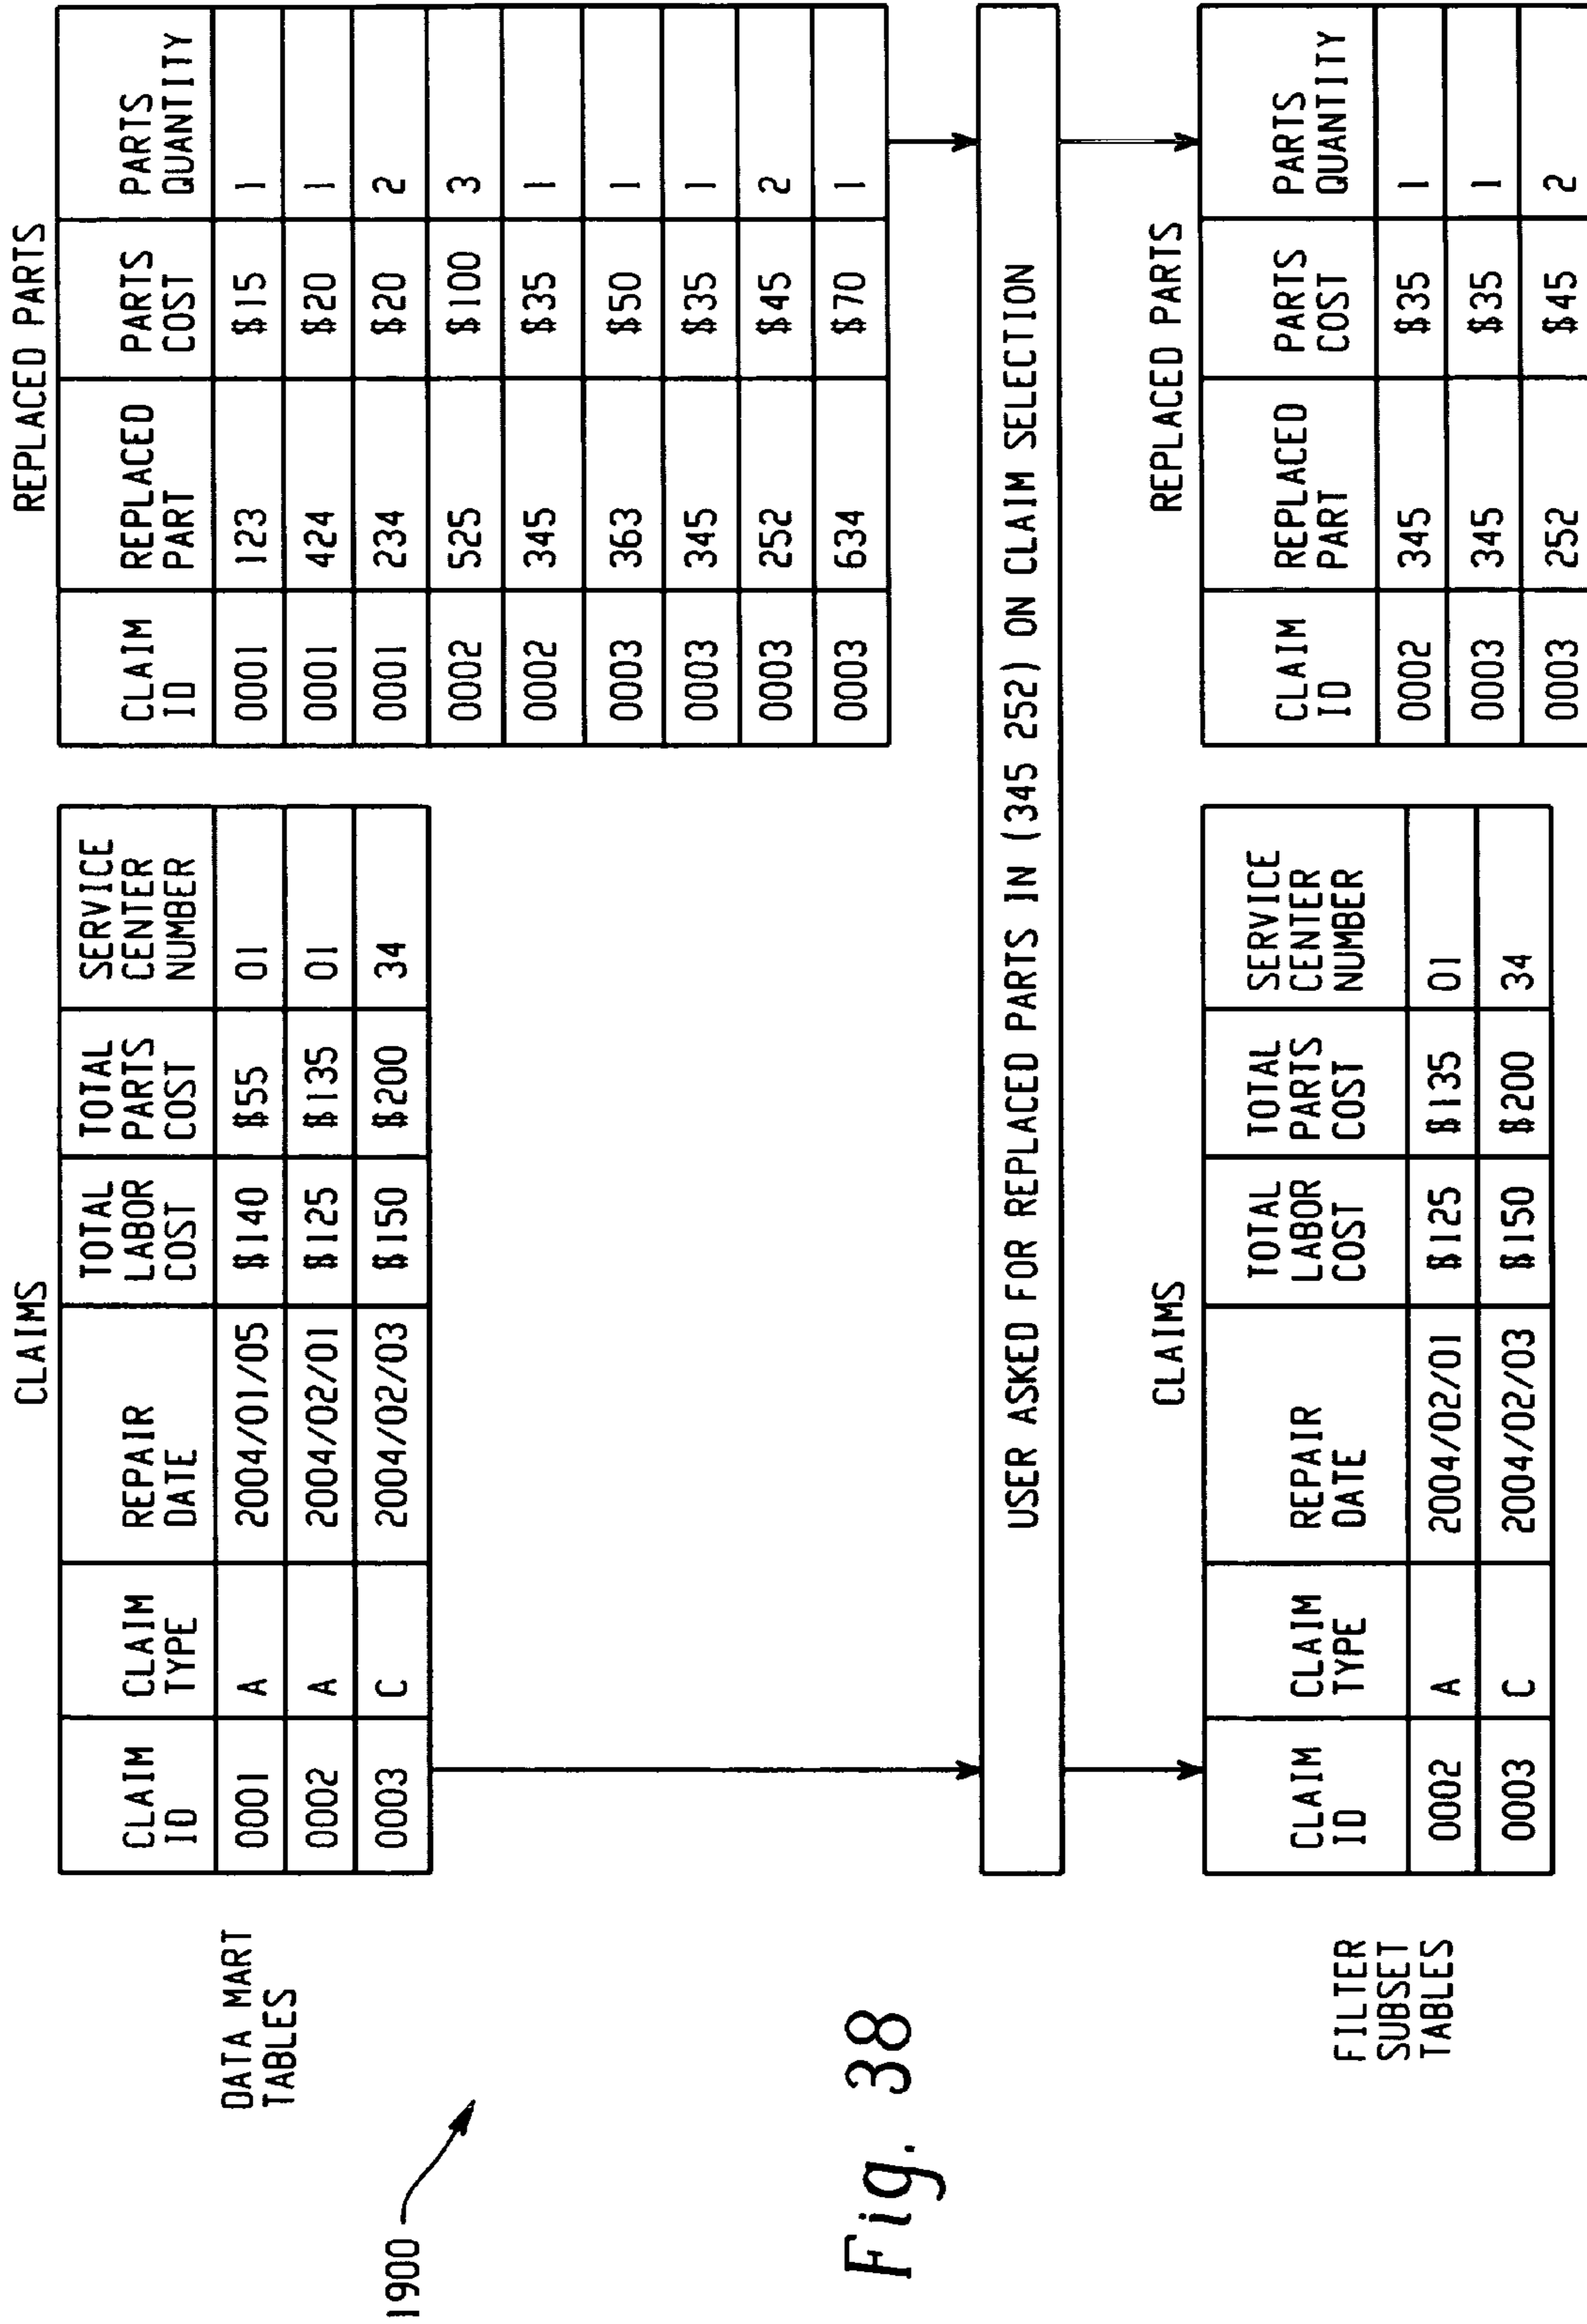 CLAIMS
REPLACED PARTS
DATA MART
TABLES
CLAIM ID | CLAIM TYPE | REPAIR DATE | TOTAL LABOR COST | TOTAL PARTS COST | SERVICE CENTER NUMBER
0001 | A | 2004/01/05 | $140 | $55 | 01
0002 | A | 2004/02/01 | $125 | $135 | 01
0003 | C | 2004/02/03 | $150 | $200 | 34
CLAIM ID | REPLACED PART | PARTS COST | PARTS QUANTITY
0001 | 123 | $15 | 1
0001 | 424 | $20 | 1
0001 | 234 | $20 | 2
0002 | 525 | $100 | 3
0002 | 345 | $35 | 1
0003 | 363 | $50 | 1
0003 | 345 | $35 | 1
0003 | 252 | $45 | 2
0003 | 634 | $70 | 1
1900
Fig. 38
USER ASKED FOR REPLACED PARTS IN (345 252) ON CLAIM SELECTION
CLAIMS
REPLACED PARTS
FILTER
SUBSET
TABLES
CLAIM ID | CLAIM TYPE | REPAIR DATE | TOTAL LABOR COST | TOTAL PARTS COST | SERVICE CENTER NUMBER
0002 | A | 2004/02/01 | $125 | $135 | 01
0003 | C | 2004/02/03 | $150 | $200 | 34
CLAIM ID | REPLACED PART | PARTS COST | PARTS QUANTITY
0002 | 345 | $35 | 1
0003 | 345 | $35 | 1
0003 | 252 | $45 | 2